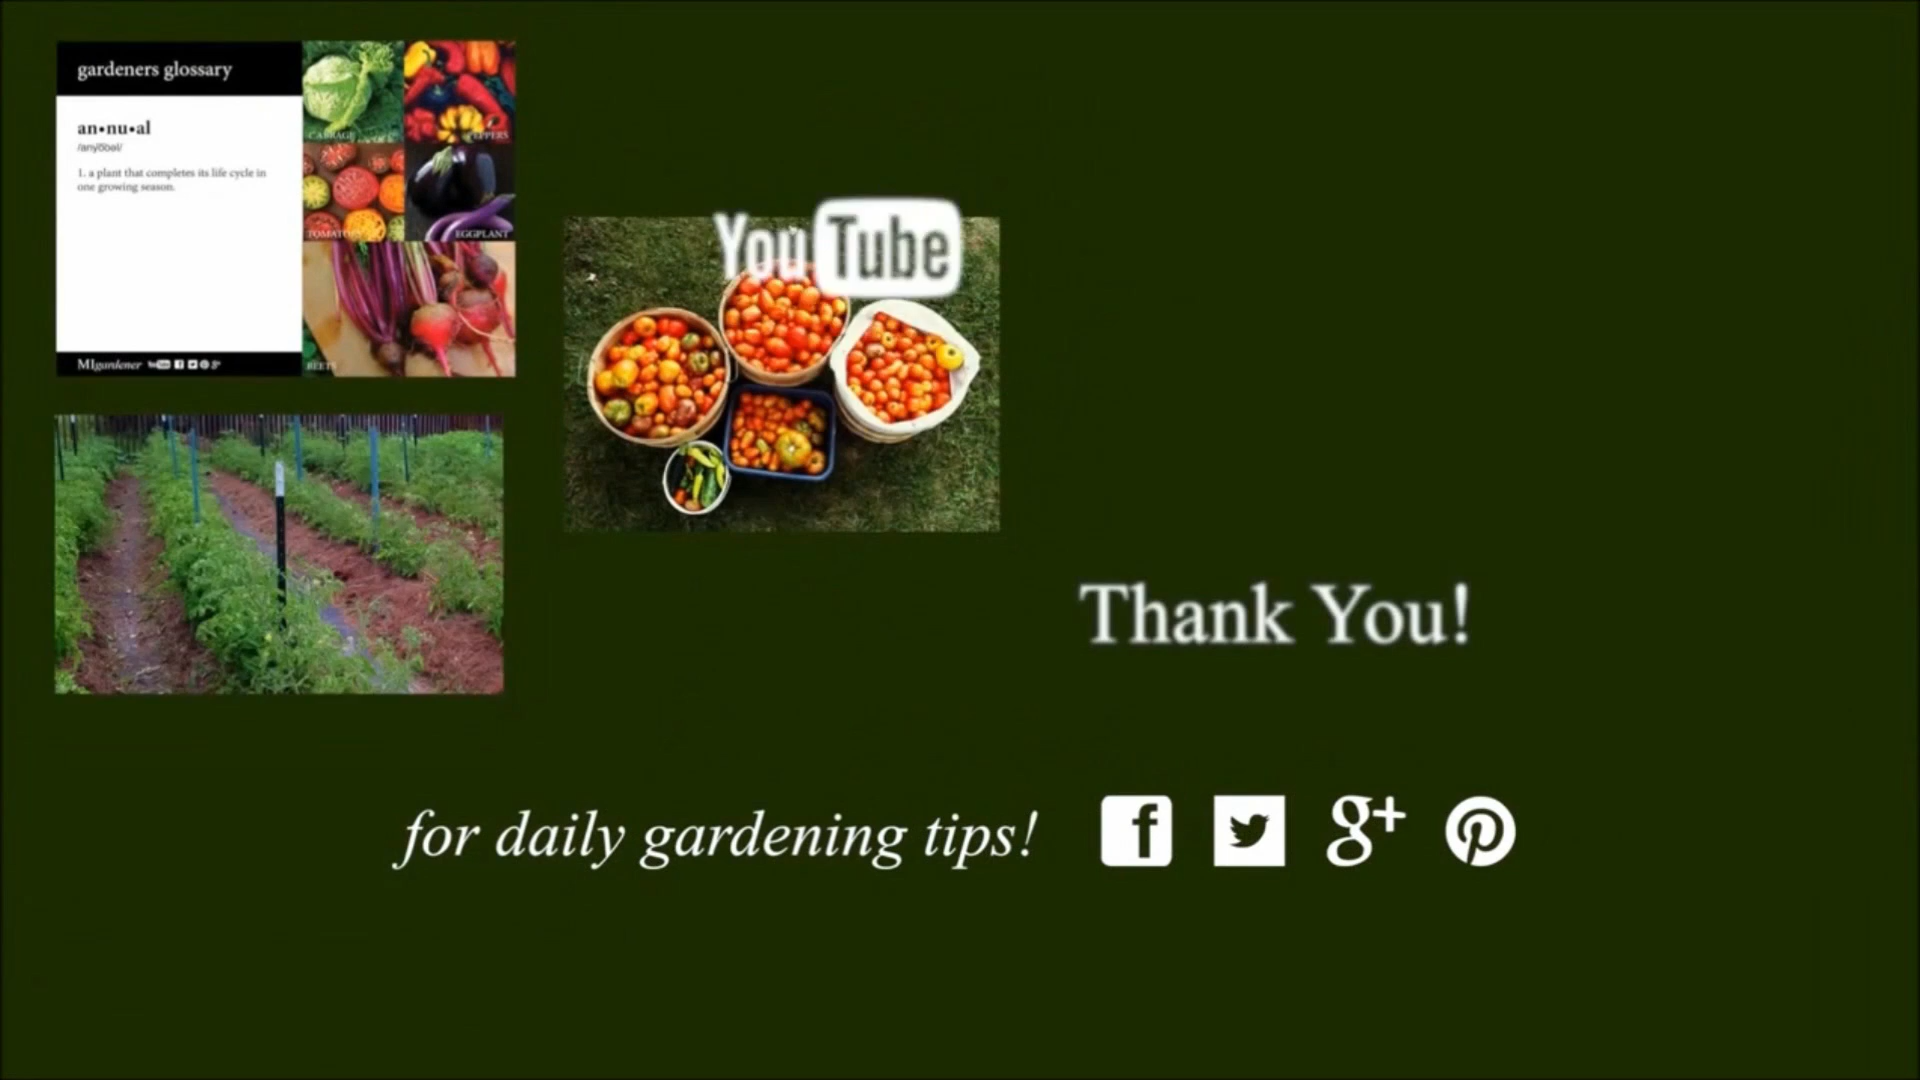 gardeners glossary
an•nu•al
1. a plant that completes its life cycle in
one growing season.
MIgardener
CABBAGE
PEPPERS
TOMATOES
EGGPLANT
BEETS
YouTube
Thank You!
for daily gardening tips!
g+